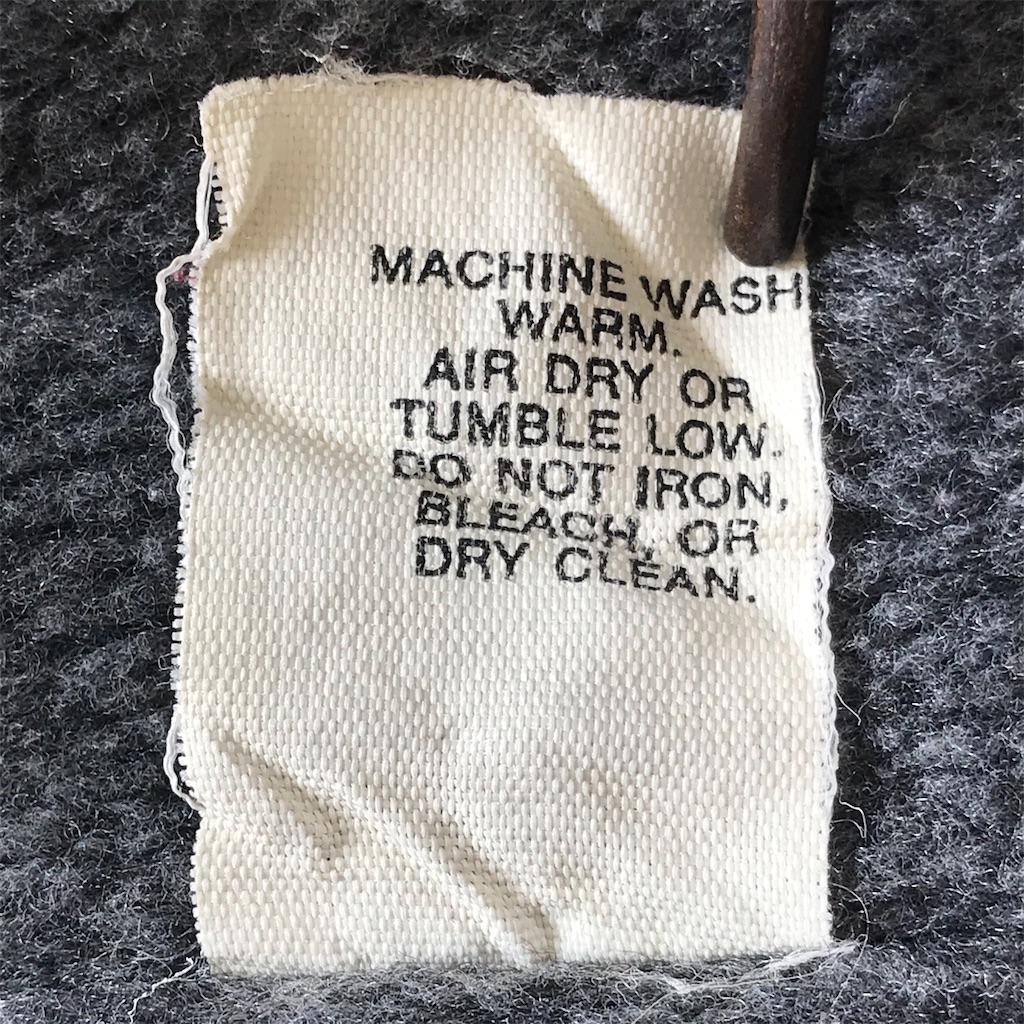 MACHINE WASH
WARM.
AIR DRY OR
TUMBLE LOW.
DO NOT IRON,
BLEACH, OR
DRY CLEAN.